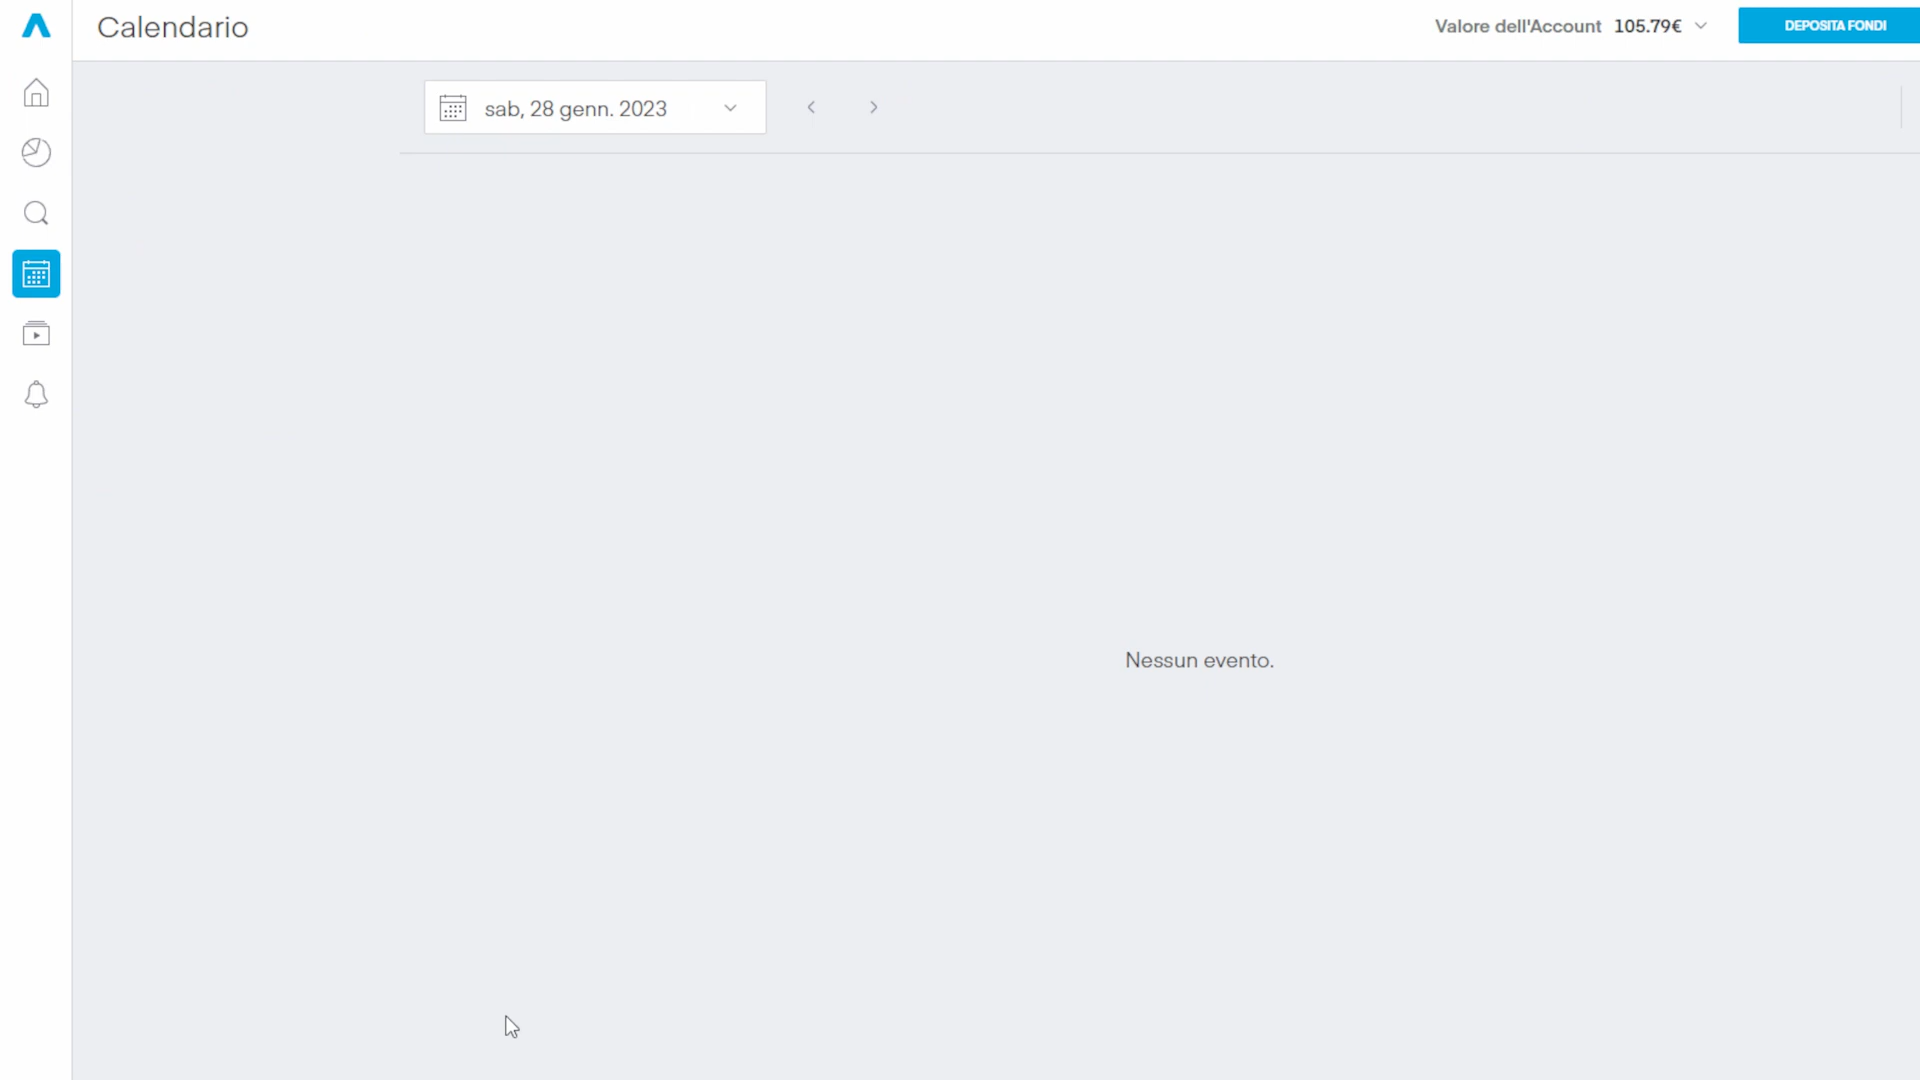 Calendario
Valore dell'Account 105.79€
DEPOSITA FONDI
sab, 28 genn. 2023
Nessun evento.